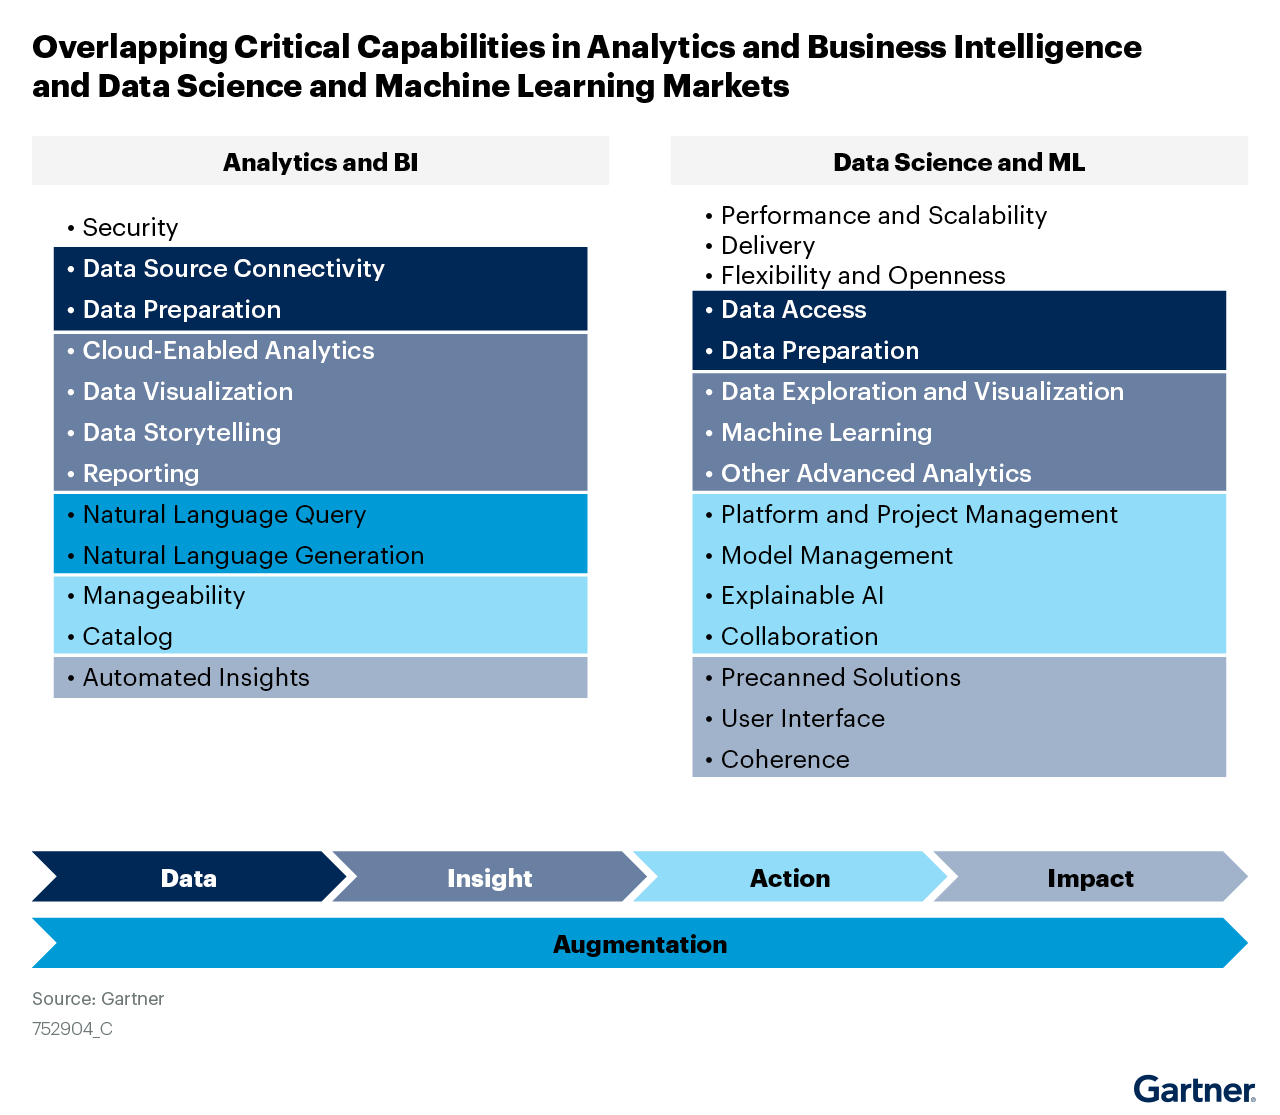 Overlapping Critical Capabilities in Analytics and Business Intelligence
and Data Science and Machine Learning Markets
Analytics and BI
• Security
• Data Source Connectivity
• Data Preparation
• Cloud-Enabled Analytics
• Data Visualization
• Data Storytelling
• Reporting
• Natural Language Query
• Natural Language Generation
• Manageability
• Catalog
• Automated Insights
Data Science and ML
• Performance and Scalability
• Delivery
• Flexibility and Openness
• Data Access
• Data Preparation
• Data Exploration and Visualization
• Machine Learning
• Other Advanced Analytics
• Platform and Project Management
• Model Management
• Explainable AI
• Collaboration
• Precanned Solutions
• User Interface
• Coherence
Data
Insight
Action
Impact
Augmentation
Source: Gartner
752904_C
Gartner®